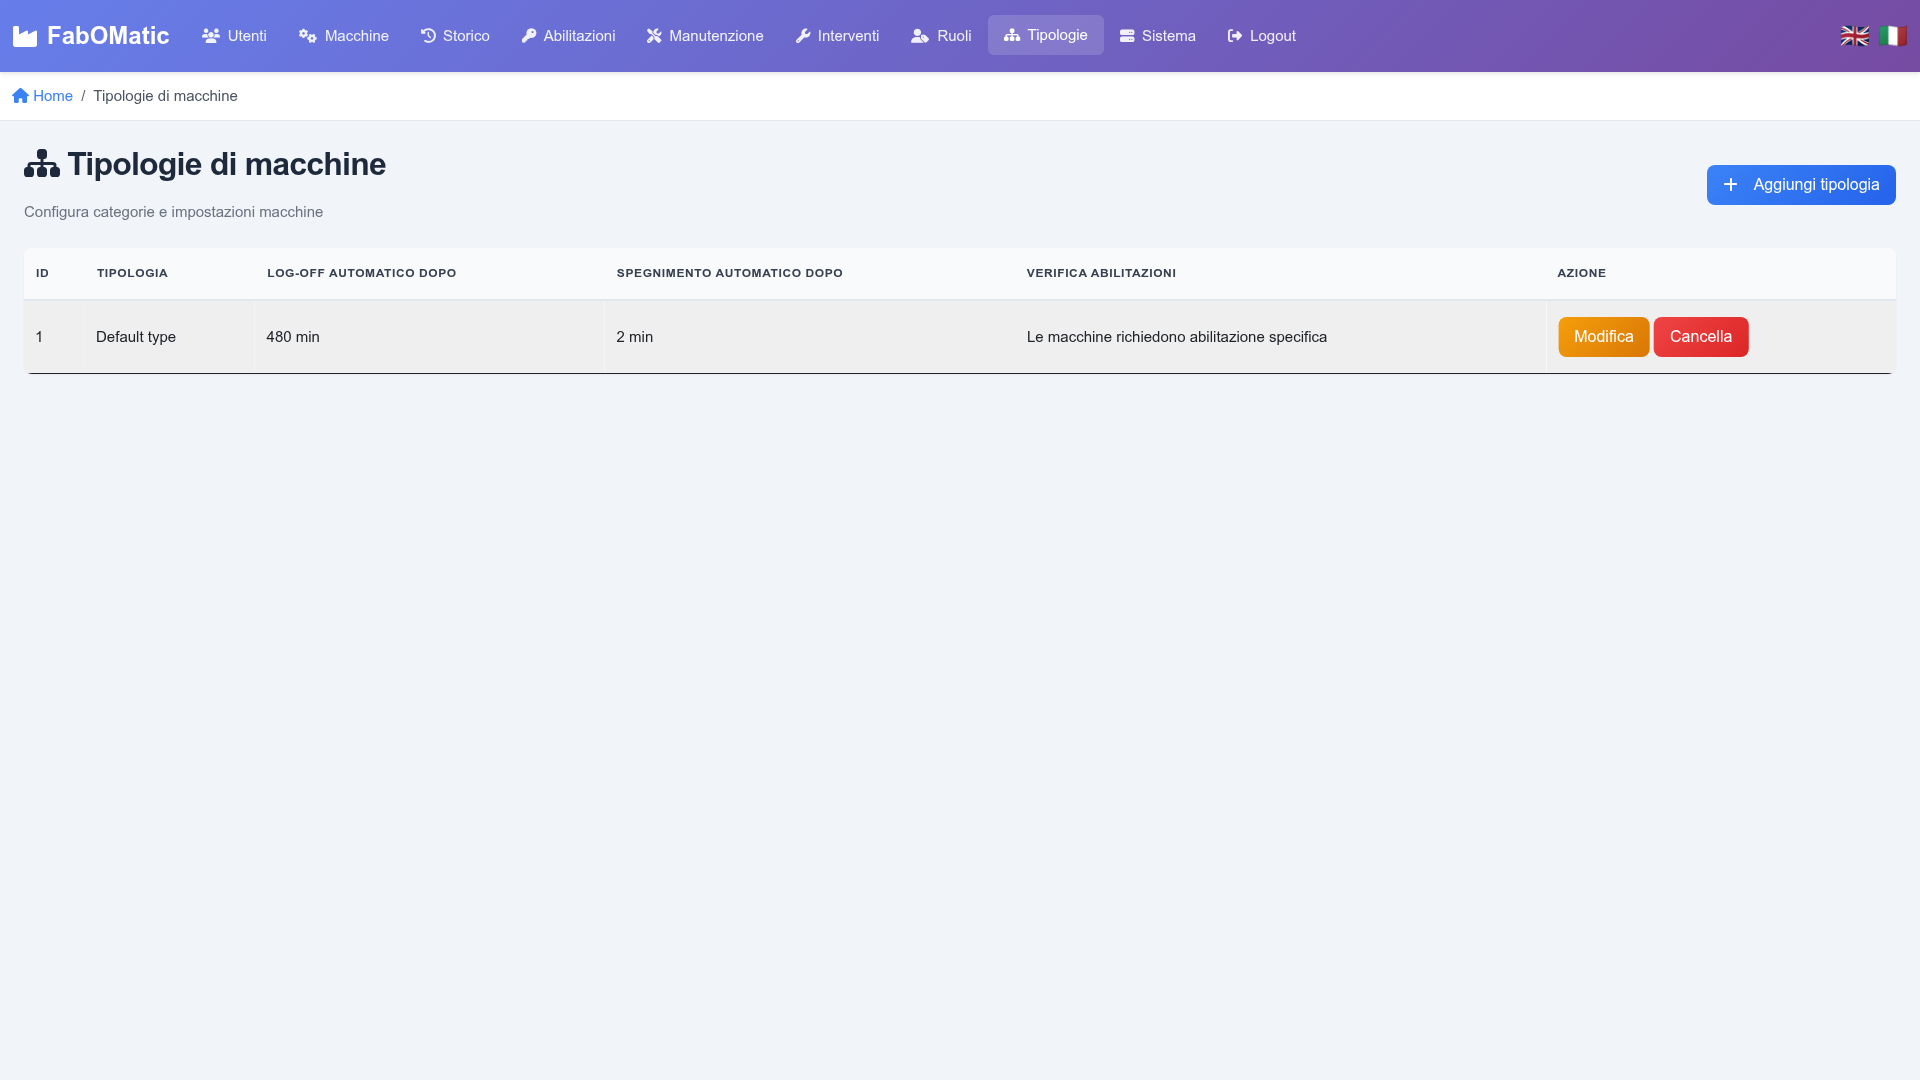 FabOMatic Utenti Macchine Storico Abilitazioni Manutenzione Interventi Ruoli Tipologie Sistema Logout
Home / Tipologie di macchine
Tipologie di macchine
Aggiungi tipologia
Configura categorie e impostazioni macchine
ID TIPOLOGIA LOG-OFF AUTOMATICO DOPO SPEGNIMENTO AUTOMATICO DOPO VERIFICA ABILITAZIONI AZIONE
1 Default type 480 min 2 min Le macchine richiedono abilitazione specifica Modifica Cancella